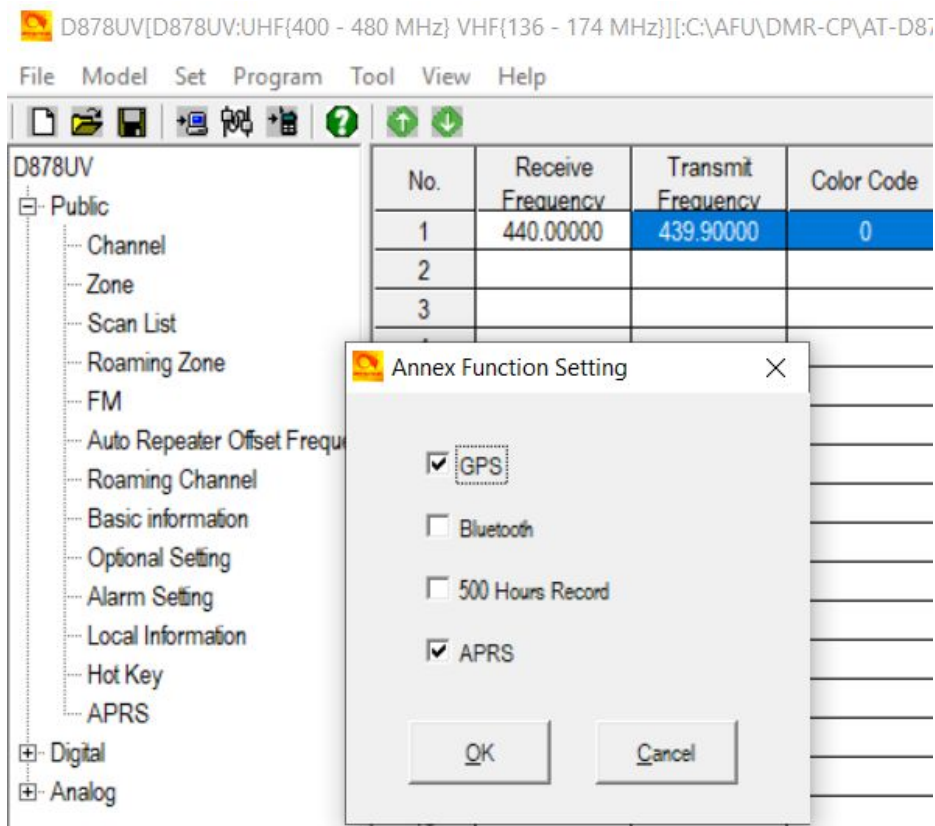 D878UV[D878UV:UHF{400 - 480 MHz} VHF{136 - 174 MHz}][:C:\AFU\DMR-CP\AT-D87
File Model Set Program Tool View Help
D878UV
Public
Channel
Zone
Scan List
Roaming Zone
FM
Auto Repeater Offset Freque
Roaming Channel
Basic information
Optional Setting
Alarm Setting
Local Information
Hot Key
APRS
Digital
Analog
No. Receive Frequency Transmit Frequency Color Code
1 440.00000 439.90000 0
2
3
Annex Function Setting
GPS
Bluetooth
500 Hours Record
APRS
OK Cancel